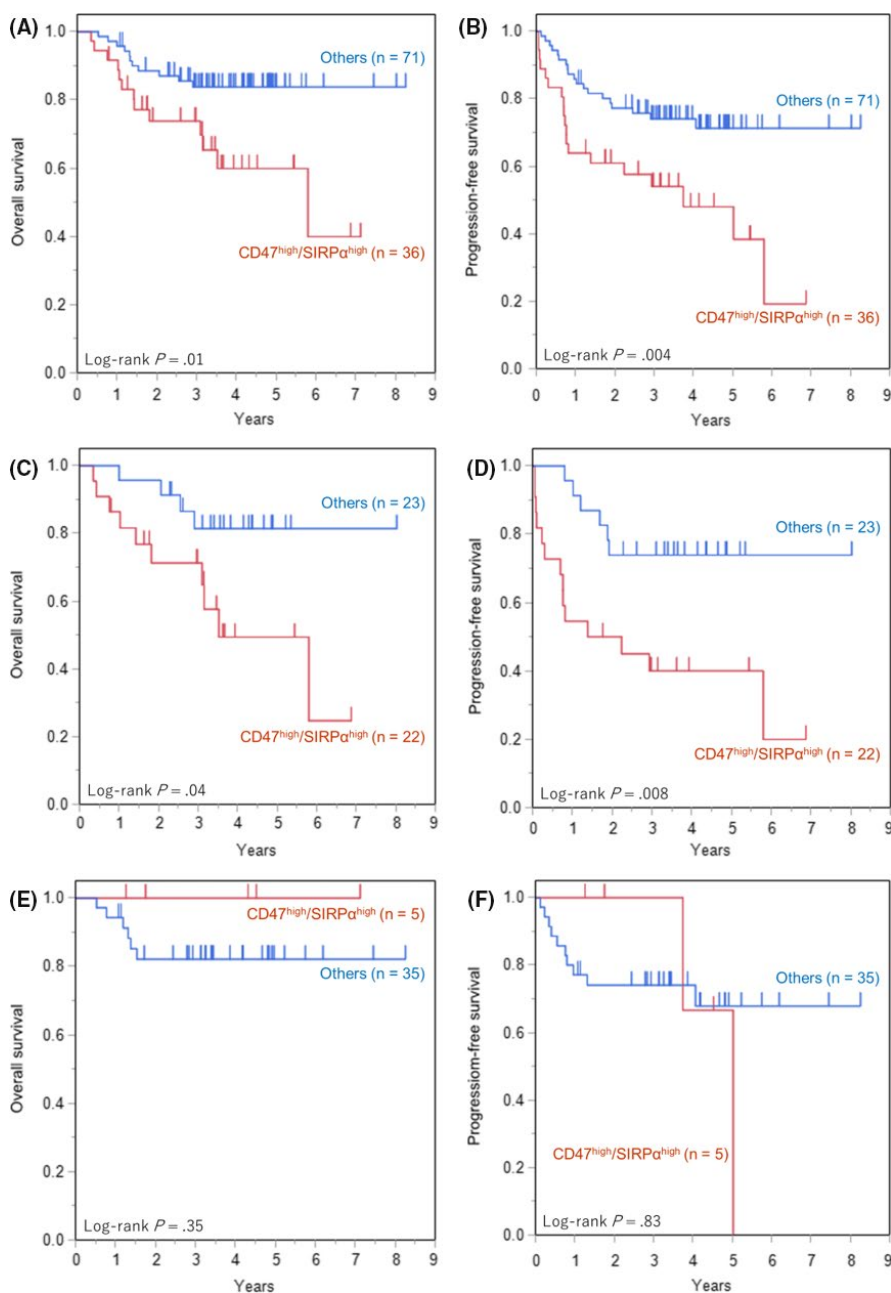 (A)
1.0
0.8
0.6
0.4
0.2
0.0
Overall survival
Others (n = 71)
CD47high/SIRPαhigh (n = 36)
Log-rank P = .01
0 1 2 3 4 5 6 7 8 9
Years
(B)
1.0
0.8
0.6
0.4
0.2
0.0
Progression-free survival
Others (n = 71)
CD47high/SIRPαhigh (n = 36)
Log-rank P = .004
0 1 2 3 4 5 6 7 8 9
Years
(C)
1.0
0.8
0.6
0.4
0.2
0.0
Overall survival
Others (n = 23)
CD47high/SIRPαhigh (n = 22)
Log-rank P = .04
0 1 2 3 4 5 6 7 8 9
Years
(D)
1.0
0.8
0.6
0.4
0.2
0.0
Progression-free survival
Others (n = 23)
CD47high/SIRPαhigh (n = 22)
Log-rank P = .008
0 1 2 3 4 5 6 7 8 9
Years
(E)
1.0
0.8
0.6
0.4
0.2
0.0
Overall survival
CD47high/SIRPαhigh (n = 5)
Others (n = 35)
Log-rank P = .35
0 1 2 3 4 5 6 7 8 9
Years
(F)
1.0
0.8
0.6
0.4
0.2
0.0
Progressiom-free survival
Others (n = 35)
CD47high/SIRPαhigh (n = 5)
Log-rank P = .83
0 1 2 3 4 5 6 7 8 9
Years